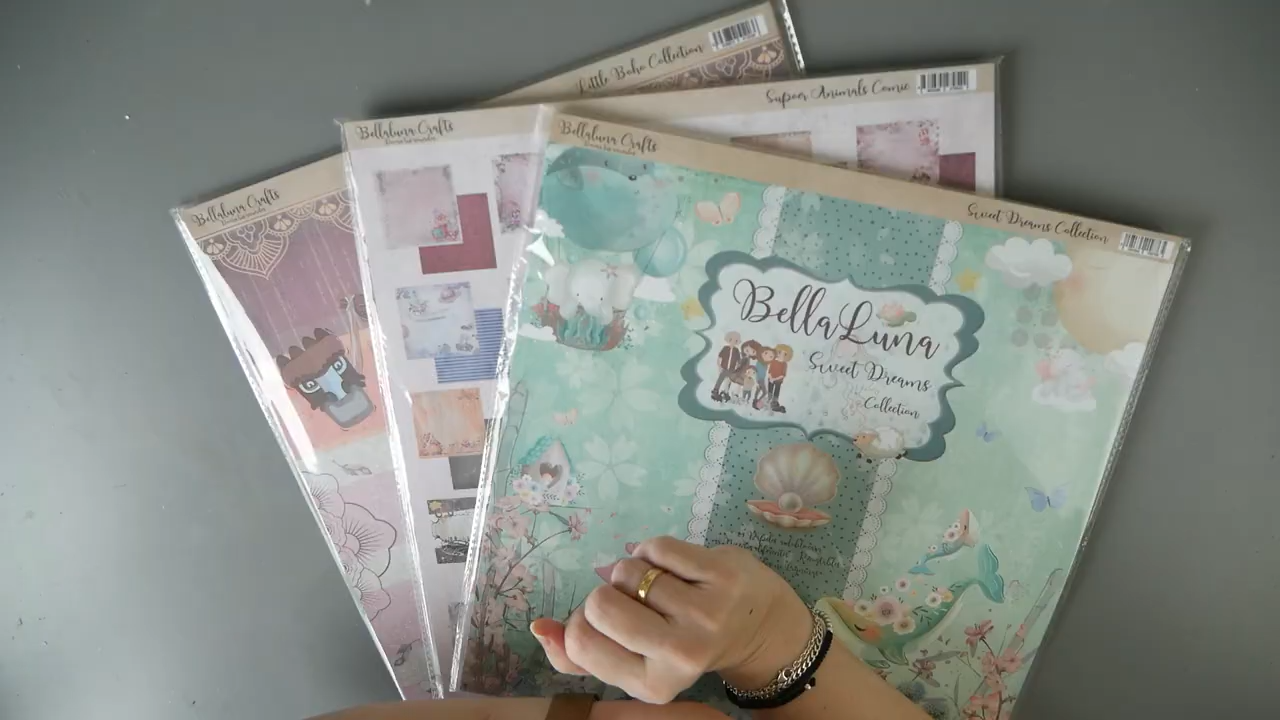 Little Boho Collection
Bellaluna Crafts
Super Animals Comic
Bellaluna Crafts
Bellaluna Crafts
Sweet Dreams Collection
BellaLuna
Sweet Dreams
Collection